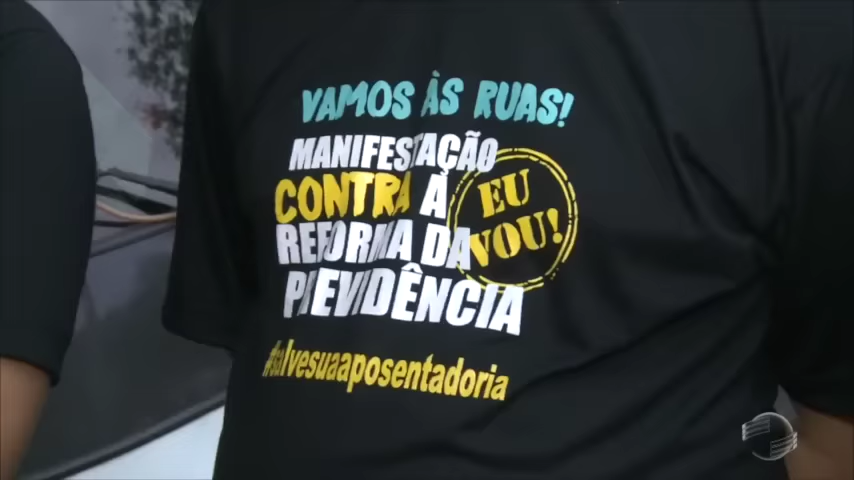 VAMOS ÀS RUAS!
MANIFESTAÇÃO
CONTRA À
REFORMA DA
PREVIDÊNCIA
EU
VOU!
#salvesuaaposentadoria